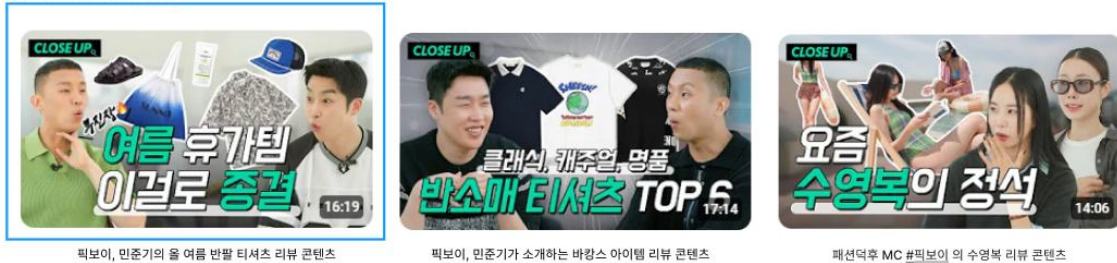 CLOSE UP
무진장
여름 휴가템
이걸로 종결
16:19
픽보이, 민준기의 올 여름 반팔 티셔츠 리뷰 콘텐츠
CLOSE UP
클래식, 캐주얼, 명품
반소매 티셔츠 TOP 6
17:14
픽보이, 민준기가 소개하는 바캉스 아이템 리뷰 콘텐츠
CLOSE UP
요즘
수영복의 정석
14:06
패션덕후 MC #픽보이 의 수영복 리뷰 콘텐츠